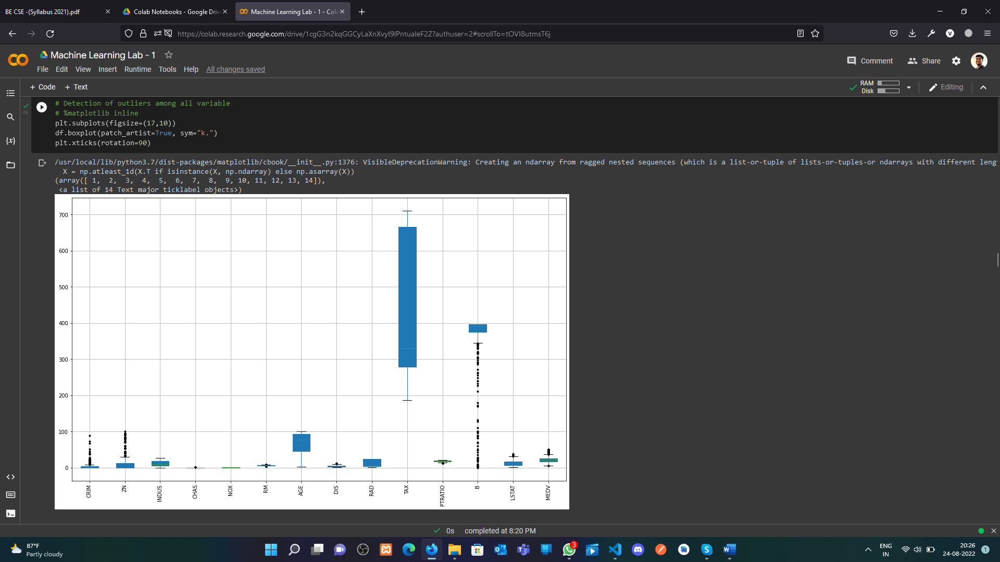 BE CSE -(Syllabus 2021).pdf
Colab Notebooks - Google Driv
Machine Learning Lab - 1 - Cola
https://colab.research.google.com/drive/1cgG3n2kqGGCyLaXnXvyI9lPntuaIeF2Z?authuser=2#scrollTo=tOVI8utmsT6j
Machine Learning Lab - 1
File Edit View Insert Runtime Tools Help All changes saved
Comment Share
+ Code + Text
RAM
Disk
Editing
0s
# Detection of outliers among all variable
# %matplotlib inline
plt.subplots(figsize=(17,10))
df.boxplot(patch_artist=True, sym="k.")
plt.xticks(rotation=90)
/usr/local/lib/python3.7/dist-packages/matplotlib/cbook/__init__.py:1376: VisibleDeprecationWarning: Creating an ndarray from ragged nested sequences (which is a list-or-tuple of lists-or-tuples-or ndarrays with different leng
X = np.atleast_1d(X.T if isinstance(X, np.ndarray) else np.asarray(X))
(array([ 1, 2, 3, 4, 5, 6, 7, 8, 9, 10, 11, 12, 13, 14]),
<a list of 14 Text major ticklabel objects>)
700
600
500
400
300
200
100
0
CRIM ZN INDUS CHAS NOX RM AGE DIS RAD TAX PTRATIO B LSTAT MEDV
0s completed at 8:20 PM
87°F
Partly cloudy
3
ENG
IN
20:26
24-08-2022
1